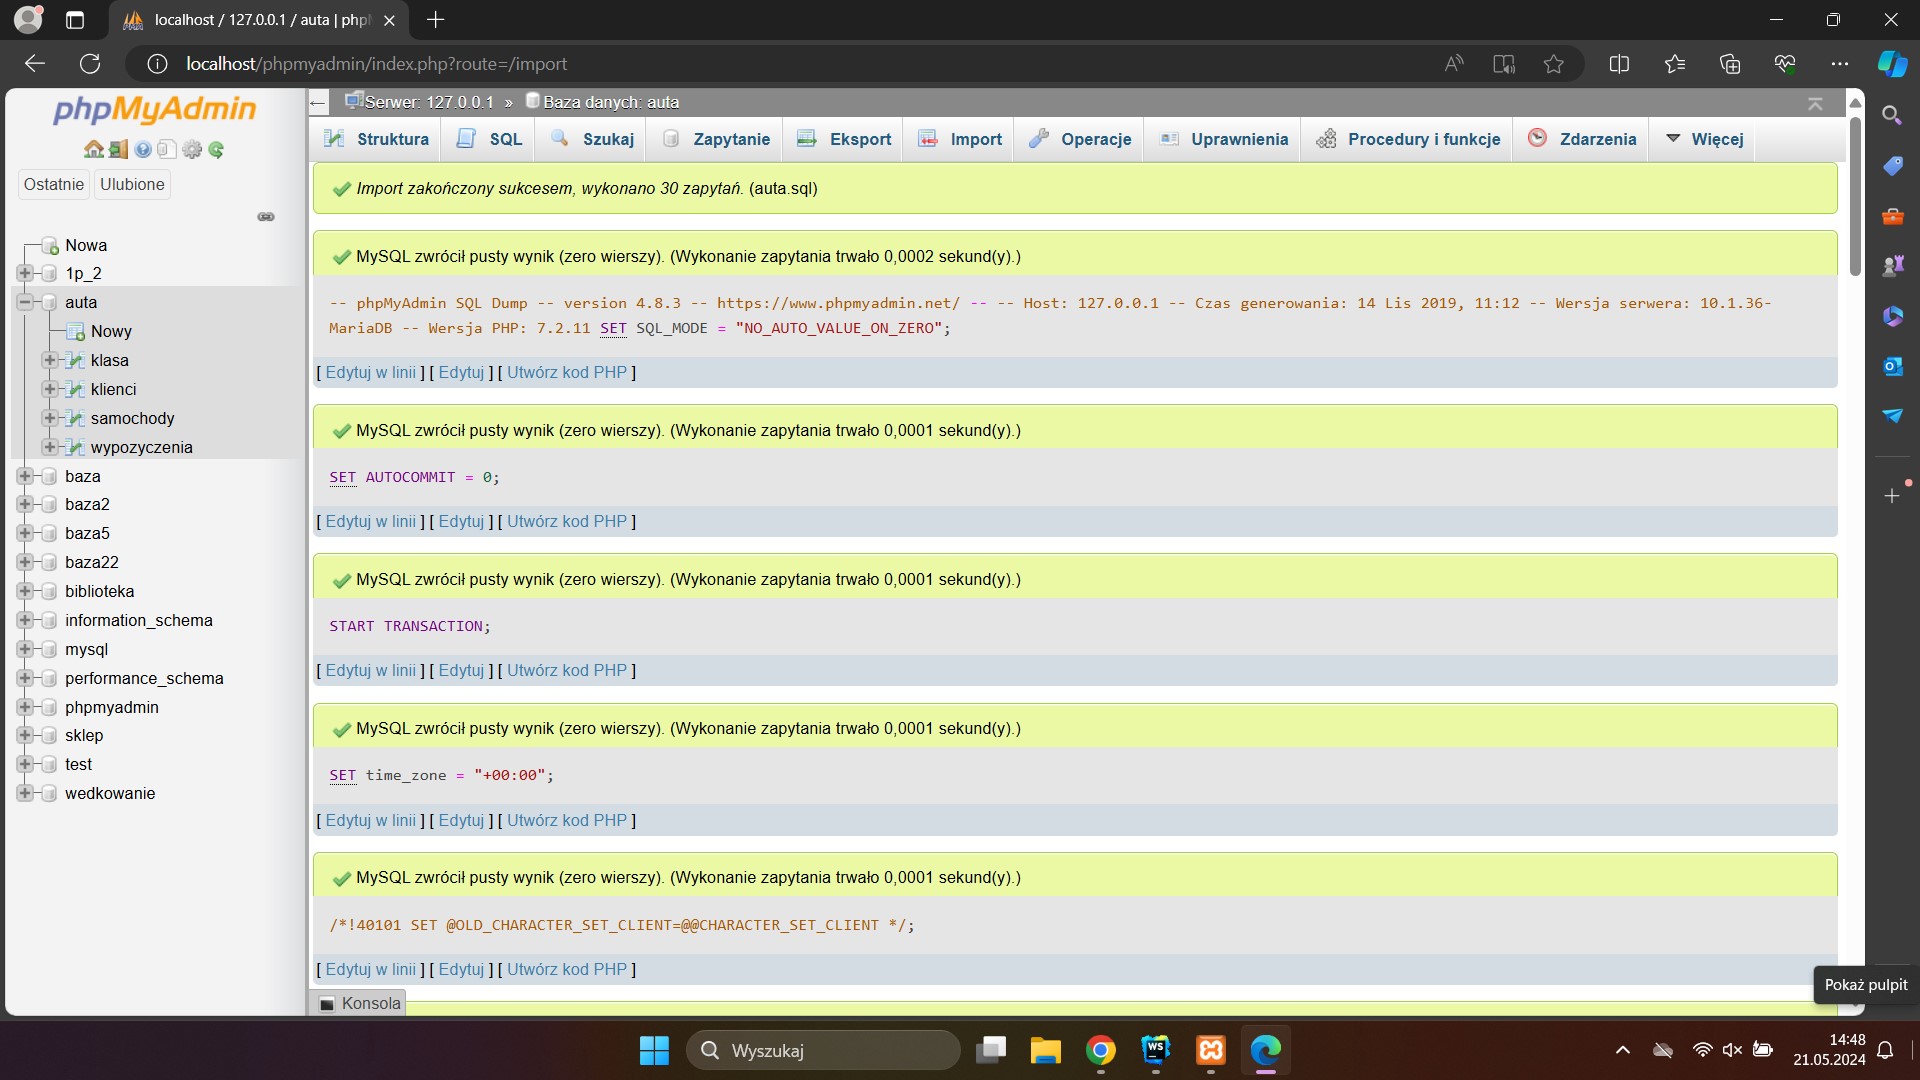 localhost / 127.0.0.1 / auta | php
localhost/phpmyadmin/index.php?route=/import
phpMyAdmin
Ostatnie
Ulubione
Nowa
1p_2
auta
Nowy
klasa
klienci
samochody
wypozyczenia
baza
baza2
baza5
baza22
biblioteka
information_schema
mysql
performance_schema
phpmyadmin
sklep
test
wedkowanie
Serwer: 127.0.0.1 » Baza danych: auta
Struktura SQL Szukaj Zapytanie Eksport Import Operacje Uprawnienia Procedury i funkcje Zdarzenia Więcej
Import zakończony sukcesem, wykonano 30 zapytań. (auta.sql)
MySQL zwrócił pusty wynik (zero wierszy). (Wykonanie zapytania trwało 0,0002 sekund(y).)
-- phpMyAdmin SQL Dump -- version 4.8.3 -- https://www.phpmyadmin.net/ -- -- Host: 127.0.0.1 -- Czas generowania: 14 Lis 2019, 11:12 -- Wersja serwera: 10.1.36-
MariaDB -- Wersja PHP: 7.2.11 SET SQL_MODE = "NO_AUTO_VALUE_ON_ZERO";
[ Edytuj w linii ] [ Edytuj ] [ Utwórz kod PHP ]
MySQL zwrócił pusty wynik (zero wierszy). (Wykonanie zapytania trwało 0,0001 sekund(y).)
SET AUTOCOMMIT = 0;
[ Edytuj w linii ] [ Edytuj ] [ Utwórz kod PHP ]
MySQL zwrócił pusty wynik (zero wierszy). (Wykonanie zapytania trwało 0,0001 sekund(y).)
START TRANSACTION;
[ Edytuj w linii ] [ Edytuj ] [ Utwórz kod PHP ]
MySQL zwrócił pusty wynik (zero wierszy). (Wykonanie zapytania trwało 0,0001 sekund(y).)
SET time_zone = "+00:00";
[ Edytuj w linii ] [ Edytuj ] [ Utwórz kod PHP ]
MySQL zwrócił pusty wynik (zero wierszy). (Wykonanie zapytania trwało 0,0001 sekund(y).)
/*!40101 SET @OLD_CHARACTER_SET_CLIENT=@@CHARACTER_SET_CLIENT */;
[ Edytuj w linii ] [ Edytuj ] [ Utwórz kod PHP ]
Konsola
Pokaż pulpit
Wyszukaj
WS
14:48
21.05.2024